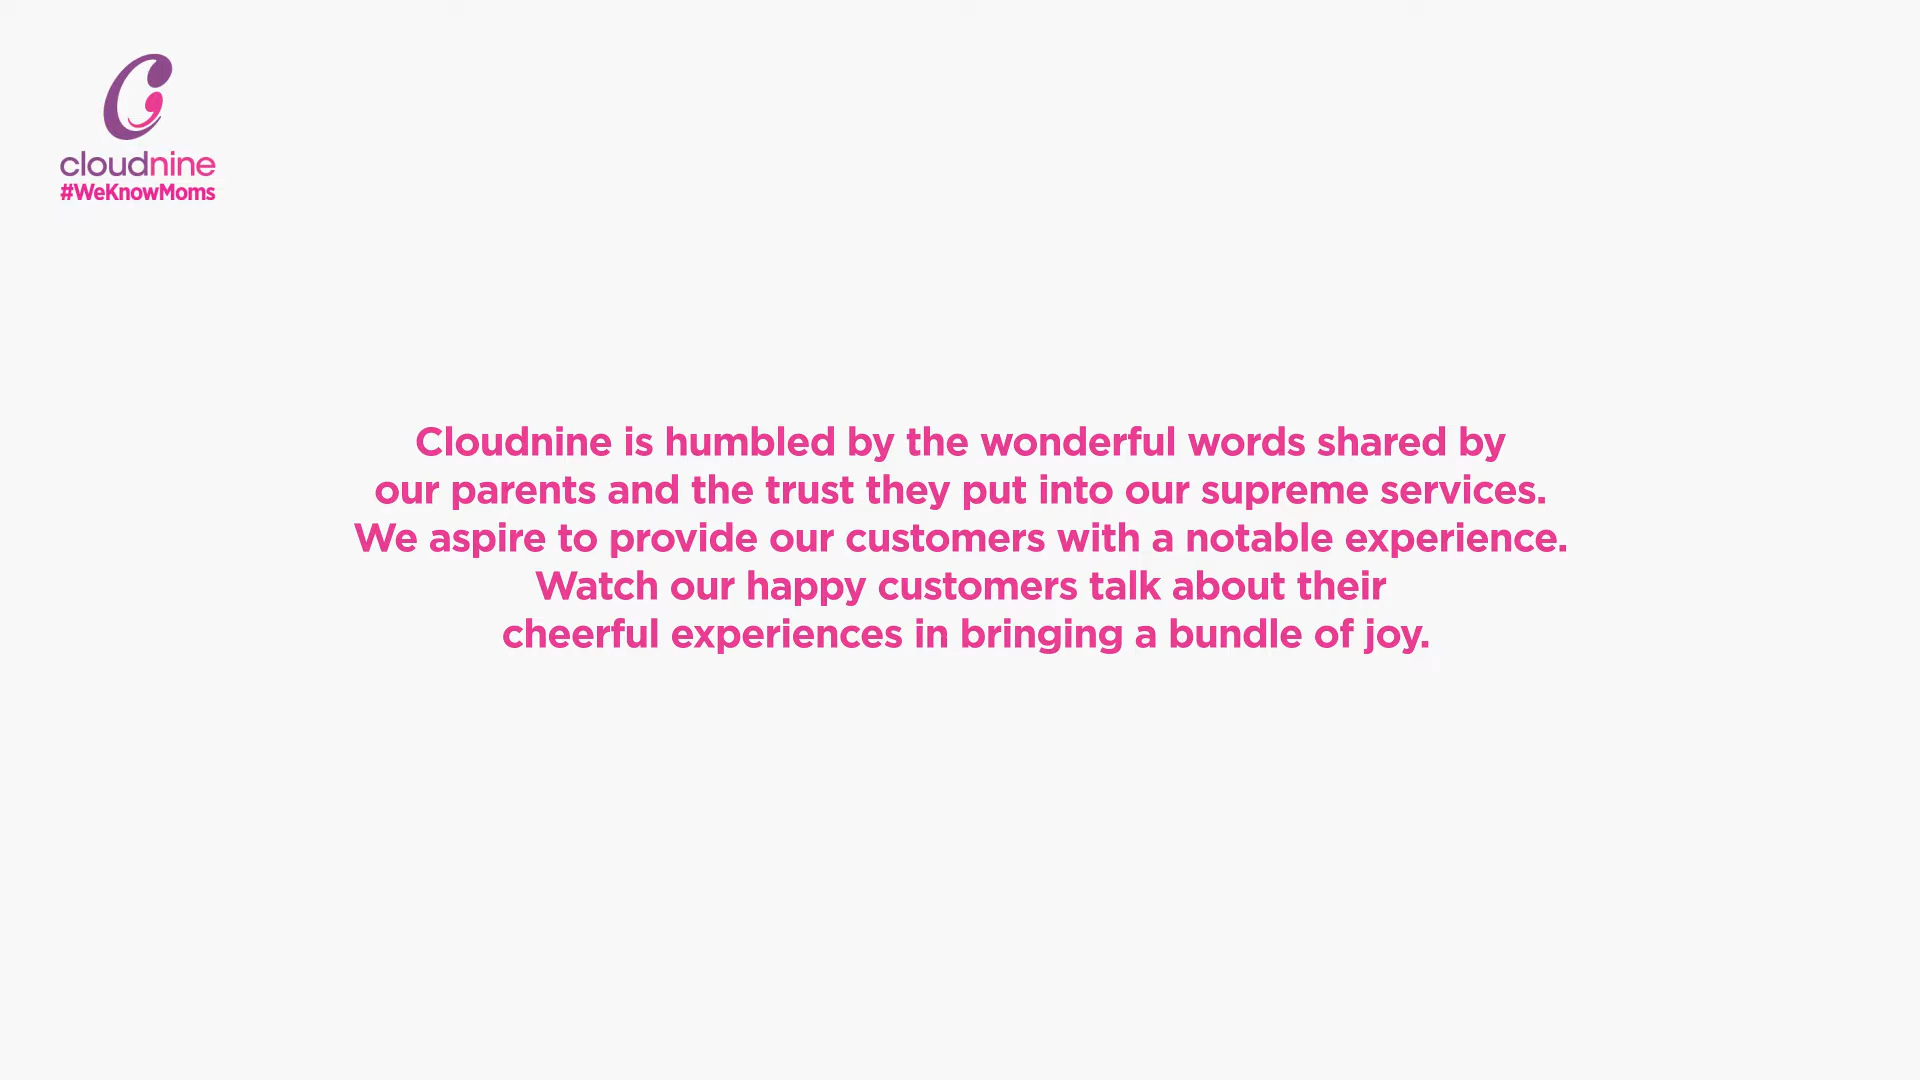 cloudnine
#WeKnowMoms
Cloudnine is humbled by the wonderful words shared by
our parents and the trust they put into our supreme services.
We aspire to provide our customers with a notable experience.
Watch our happy customers talk about their
cheerful experiences in bringing a bundle of joy.